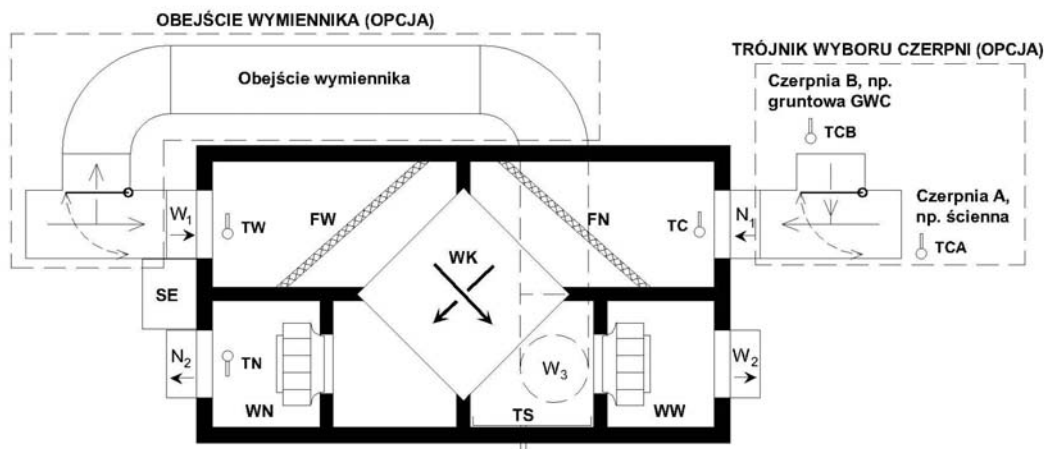 OBEJŚCIE WYMIENNIKA (OPCJA)
TRÓJNIK WYBORU CZERPNI (OPCJA)
Obejście wymiennika
Czerpnia B, np.
gruntowa GWC
TCB
Czerpnia A,
np. ścienna
TCA
W₁
TW
FW
FN
TC
N₁
WK
SE
N₂
TN
WN
W₃
TS
WW
W₂